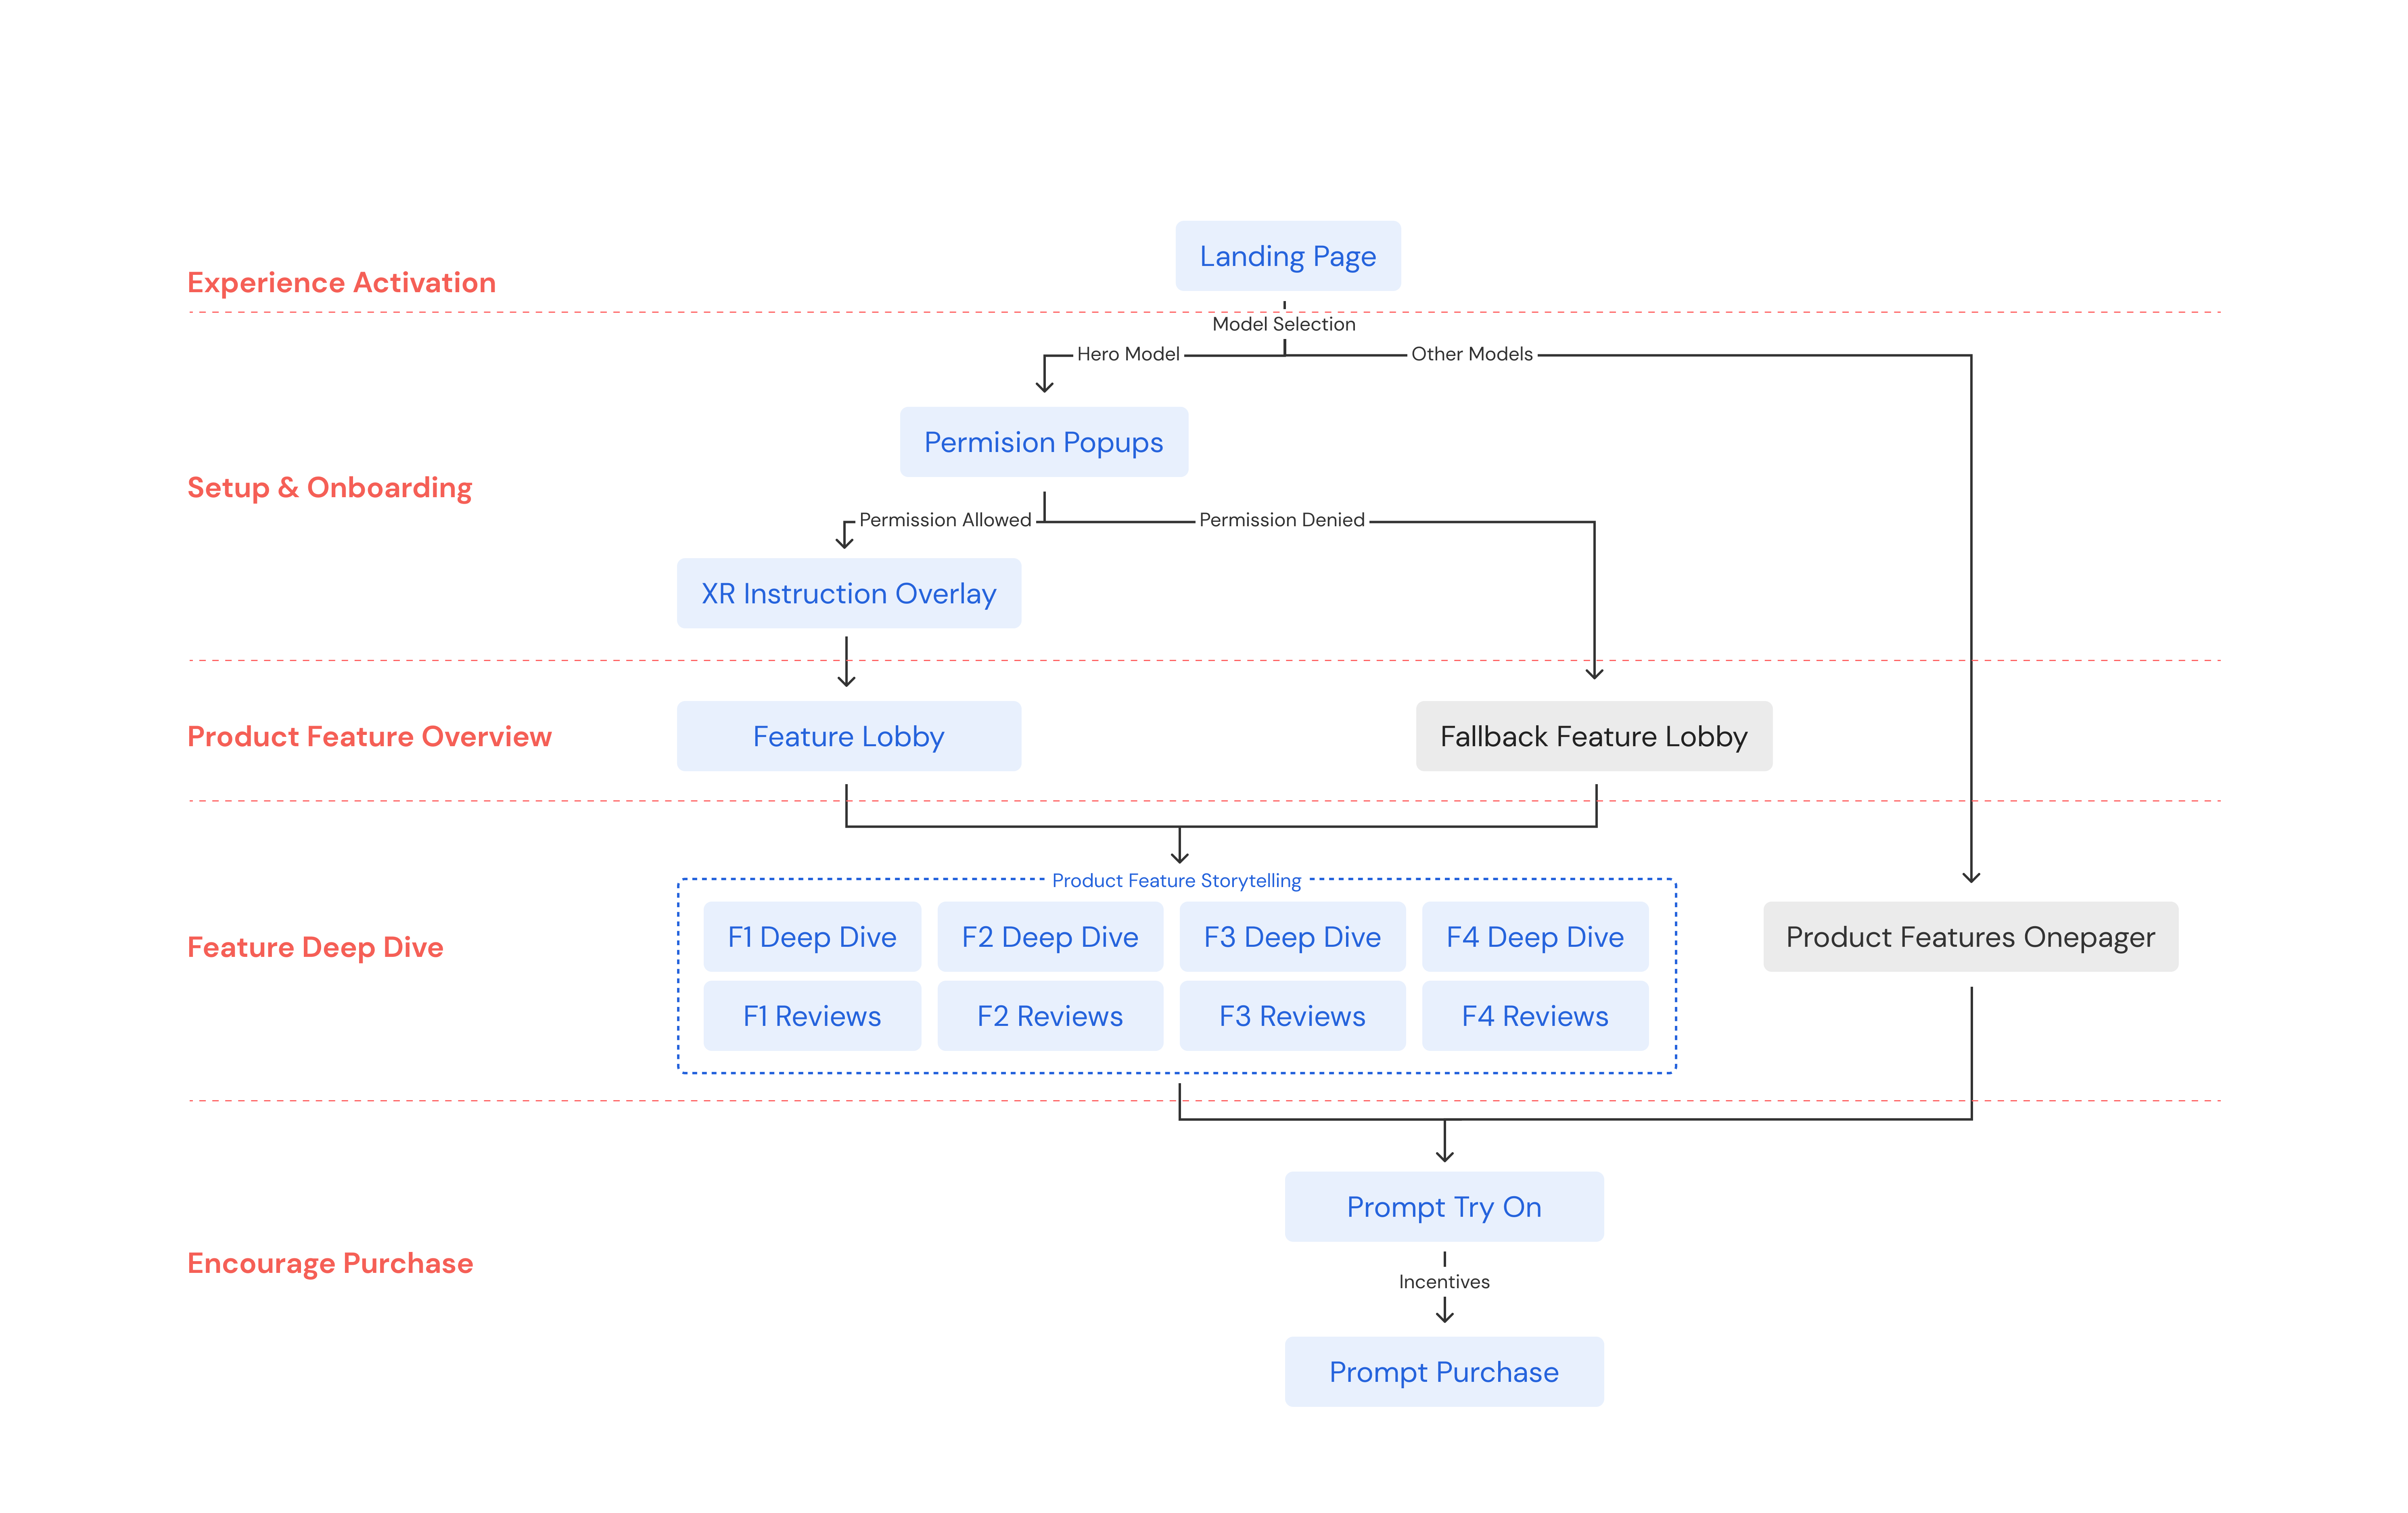 Landing Page
Experience Activation
Model Selection
Hero Model
Other Models
Permision Popups
Setup & Onboarding
Permission Allowed
Permission Denied
XR Instruction Overlay
Product Feature Overview
Feature Lobby
Fallback Feature Lobby
Product Feature Storytelling
Feature Deep Dive
F1 Deep Dive
F2 Deep Dive
F3 Deep Dive
F4 Deep Dive
Product Features Onepager
F1 Reviews
F2 Reviews
F3 Reviews
F4 Reviews
Prompt Try On
Encourage Purchase
Incentives
Prompt Purchase